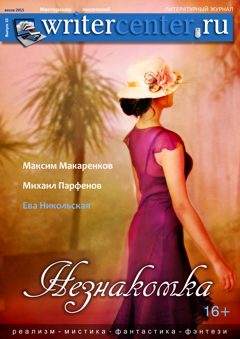 весна 2013
Мастерская писателей
ЛИТЕРАТУРНЫЙ ЖУРНАЛ
writercenter.ru
Максим Макаренков
Михаил Парфенов
Ева Никольская
Незнакомка
16+
реализм-мистика-фантастика-фэнтези